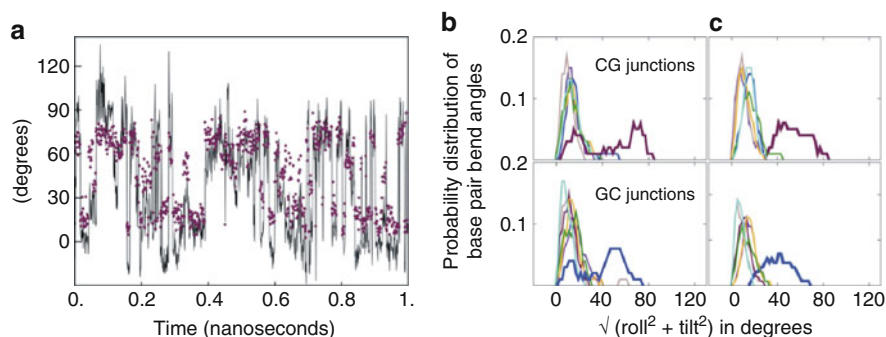 a
120
90
60
30
0
(degrees)
0. 0.2 0.4 0.6 0.8 1.
Time (nanoseconds)
b
c
Probability distribution of
base pair bend angles
0.2
0.1
CG junctions
0.2
0.1
GC junctions
0 40 80 120
0 40 80 120
√ (roll² + tilt²) in degrees